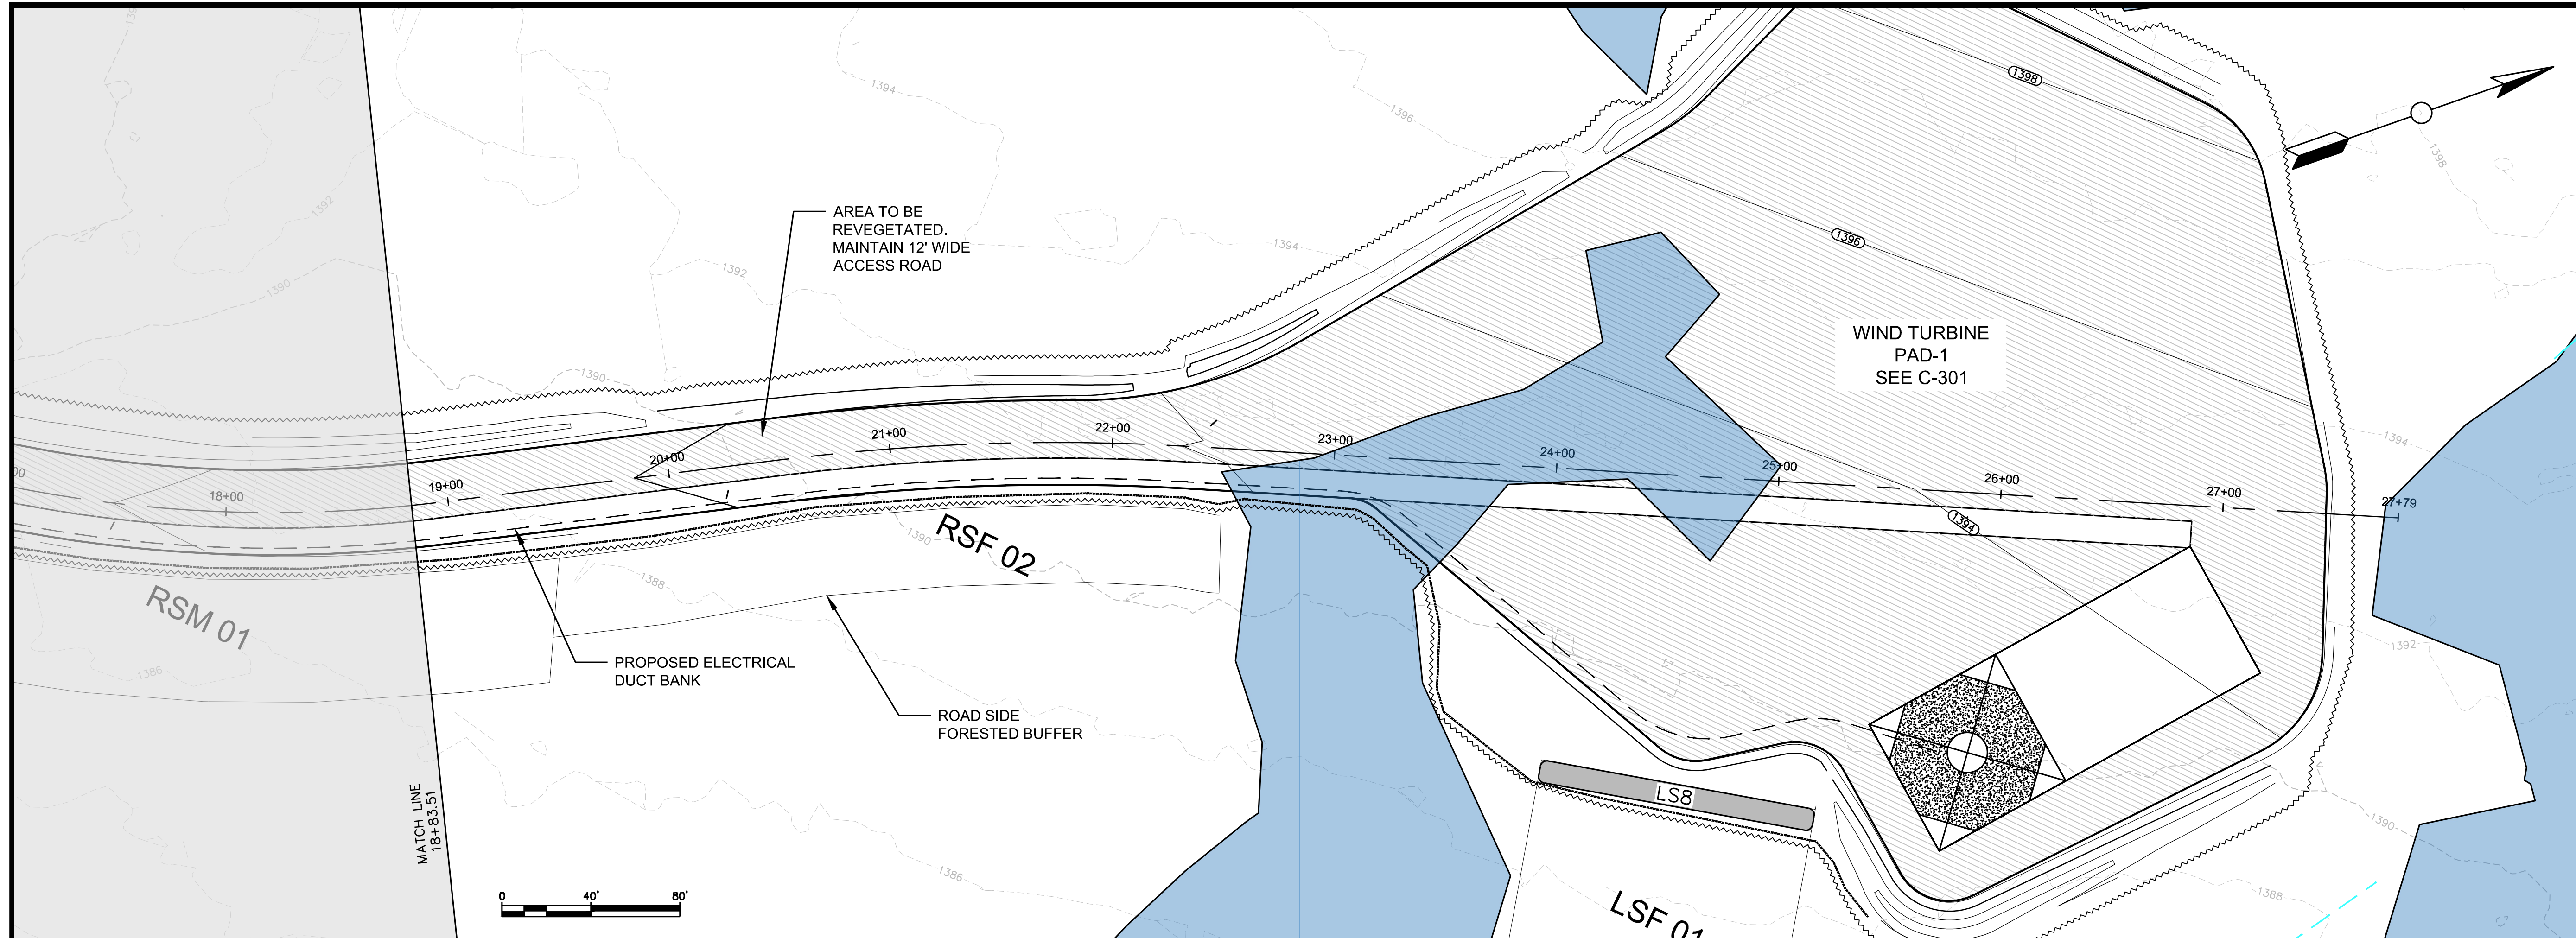 1398
1394
1396
1398
1392
1396
1394
1392
1390
AREA TO BE
REVEGETATED.
MAINTAIN 12' WIDE
ACCESS ROAD
WIND TURBINE
PAD-1
SEE C-301
1390
1394
00
18+00
19+00
20+00
21+00
22+00
23+00
24+00
25+00
26+00
27+00
27+79
1394
RSF 02
1390
1388
RSM 01
1386
PROPOSED ELECTRICAL
DUCT BANK
ROAD SIDE
FORESTED BUFFER
1392
MATCH LINE
18+83.51
LS8
1390
1386
1388
0 40' 80'
LSF 01